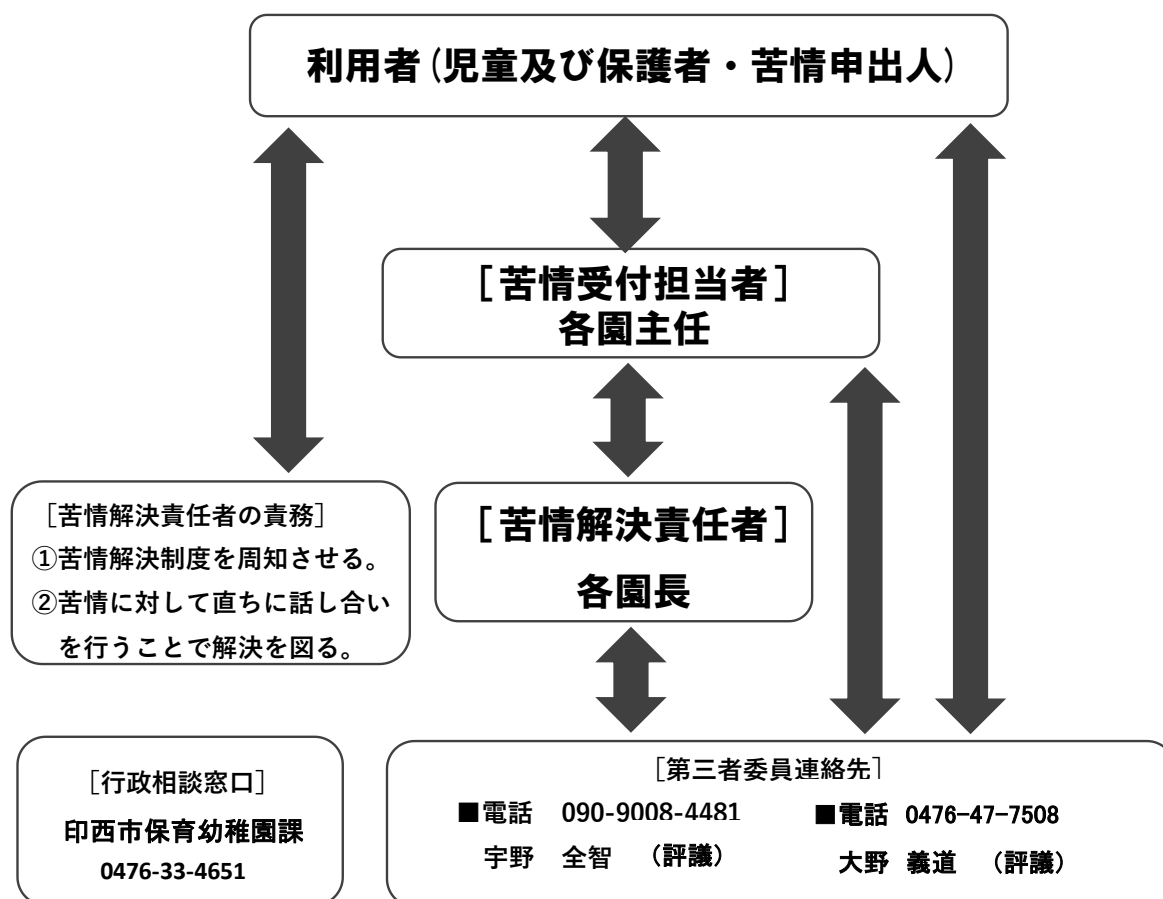 利用者(児童及び保護者・苦情申出人)
［苦情受付担当者］
各園主任
［苦情解決責任者の責務］
①苦情解決制度を周知させる。
②苦情に対して直ちに話し合い
を行うことで解決を図る。
［苦情解決責任者］
各園長
［行政相談窓口］
印西市保育幼稚園課
0476-33-4651
［第三者委員連絡先］
■電話 090-9008-4481 ■電話 0476-47-7508
宇野 全智 （評議） 大野 義道 （評議）